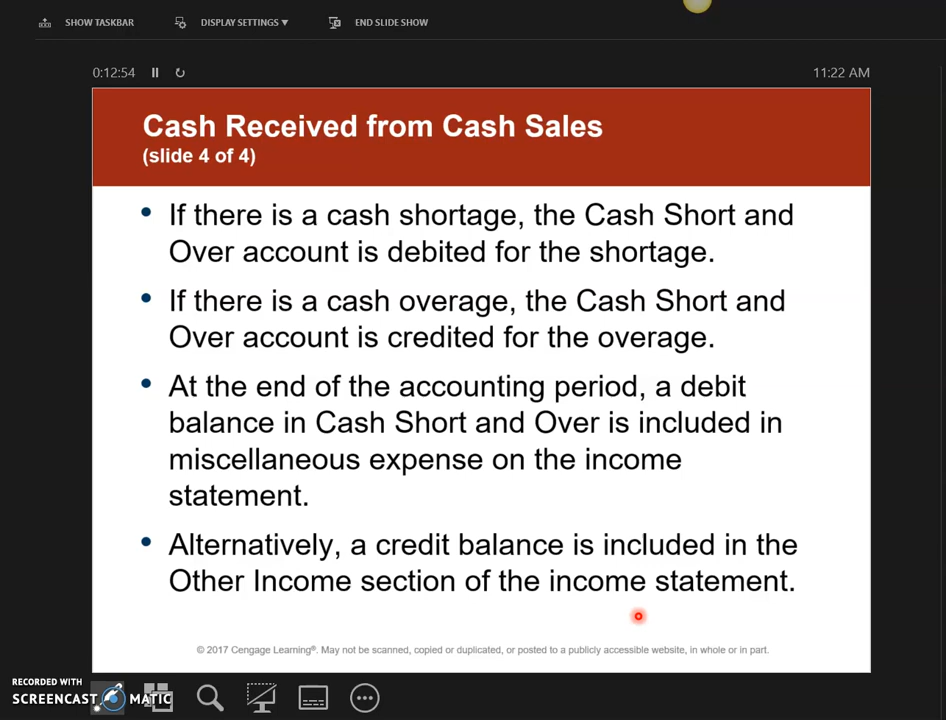 SHOW TASKBAR DISPLAY SETTINGS ▼ END SLIDE SHOW
0:12:54 11:22 AM
Cash Received from Cash Sales
(slide 4 of 4)
• If there is a cash shortage, the Cash Short and
Over account is debited for the shortage.
• If there is a cash overage, the Cash Short and
Over account is credited for the overage.
• At the end of the accounting period, a debit
balance in Cash Short and Over is included in
miscellaneous expense on the income
statement.
• Alternatively, a credit balance is included in the
Other Income section of the income statement.
© 2017 Cengage Learning®. May not be scanned, copied or duplicated, or posted to a publicly accessible website, in whole or in part.
RECORDED WITH
SCREENCAST MATIC